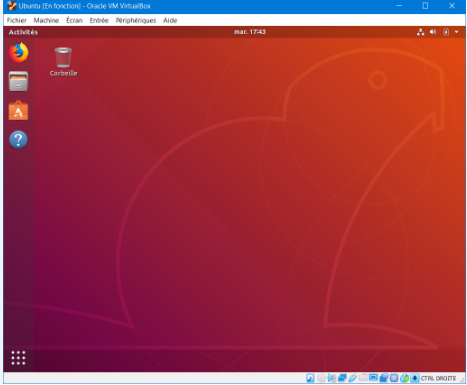 Ubuntu [En fonction] - Oracle VM VirtualBox
Fichier Machine Écran Entrée Périphériques Aide
Activités mar. 17:43
Corbeille
CTRL DROITE